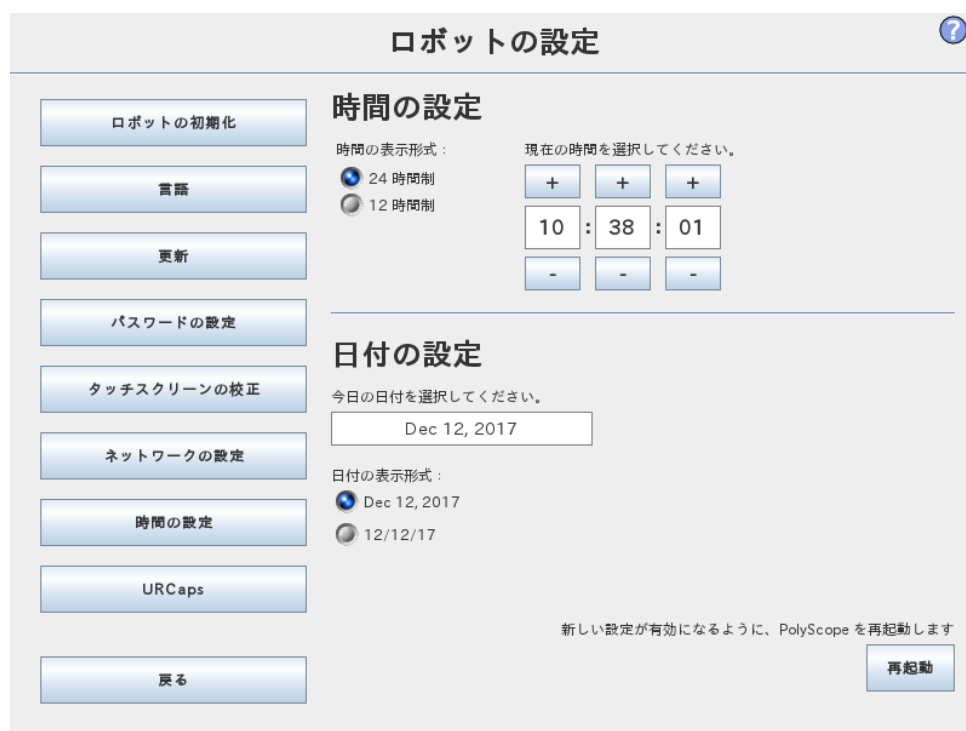 ロボットの設定
?
ロボットの初期化
言語
更新
パスワードの設定
タッチスクリーンの校正
ネットワークの設定
時間の設定
URCaps
戻る
時間の設定
時間の表示形式：
24 時間制
12 時間制
現在の時間を選択してください。
+ + +
10 : 38 : 01
- - -
日付の設定
今日の日付を選択してください。
Dec 12, 2017
日付の表示形式：
Dec 12, 2017
12/12/17
新しい設定が有効になるように、PolyScope を再起動します
再起動